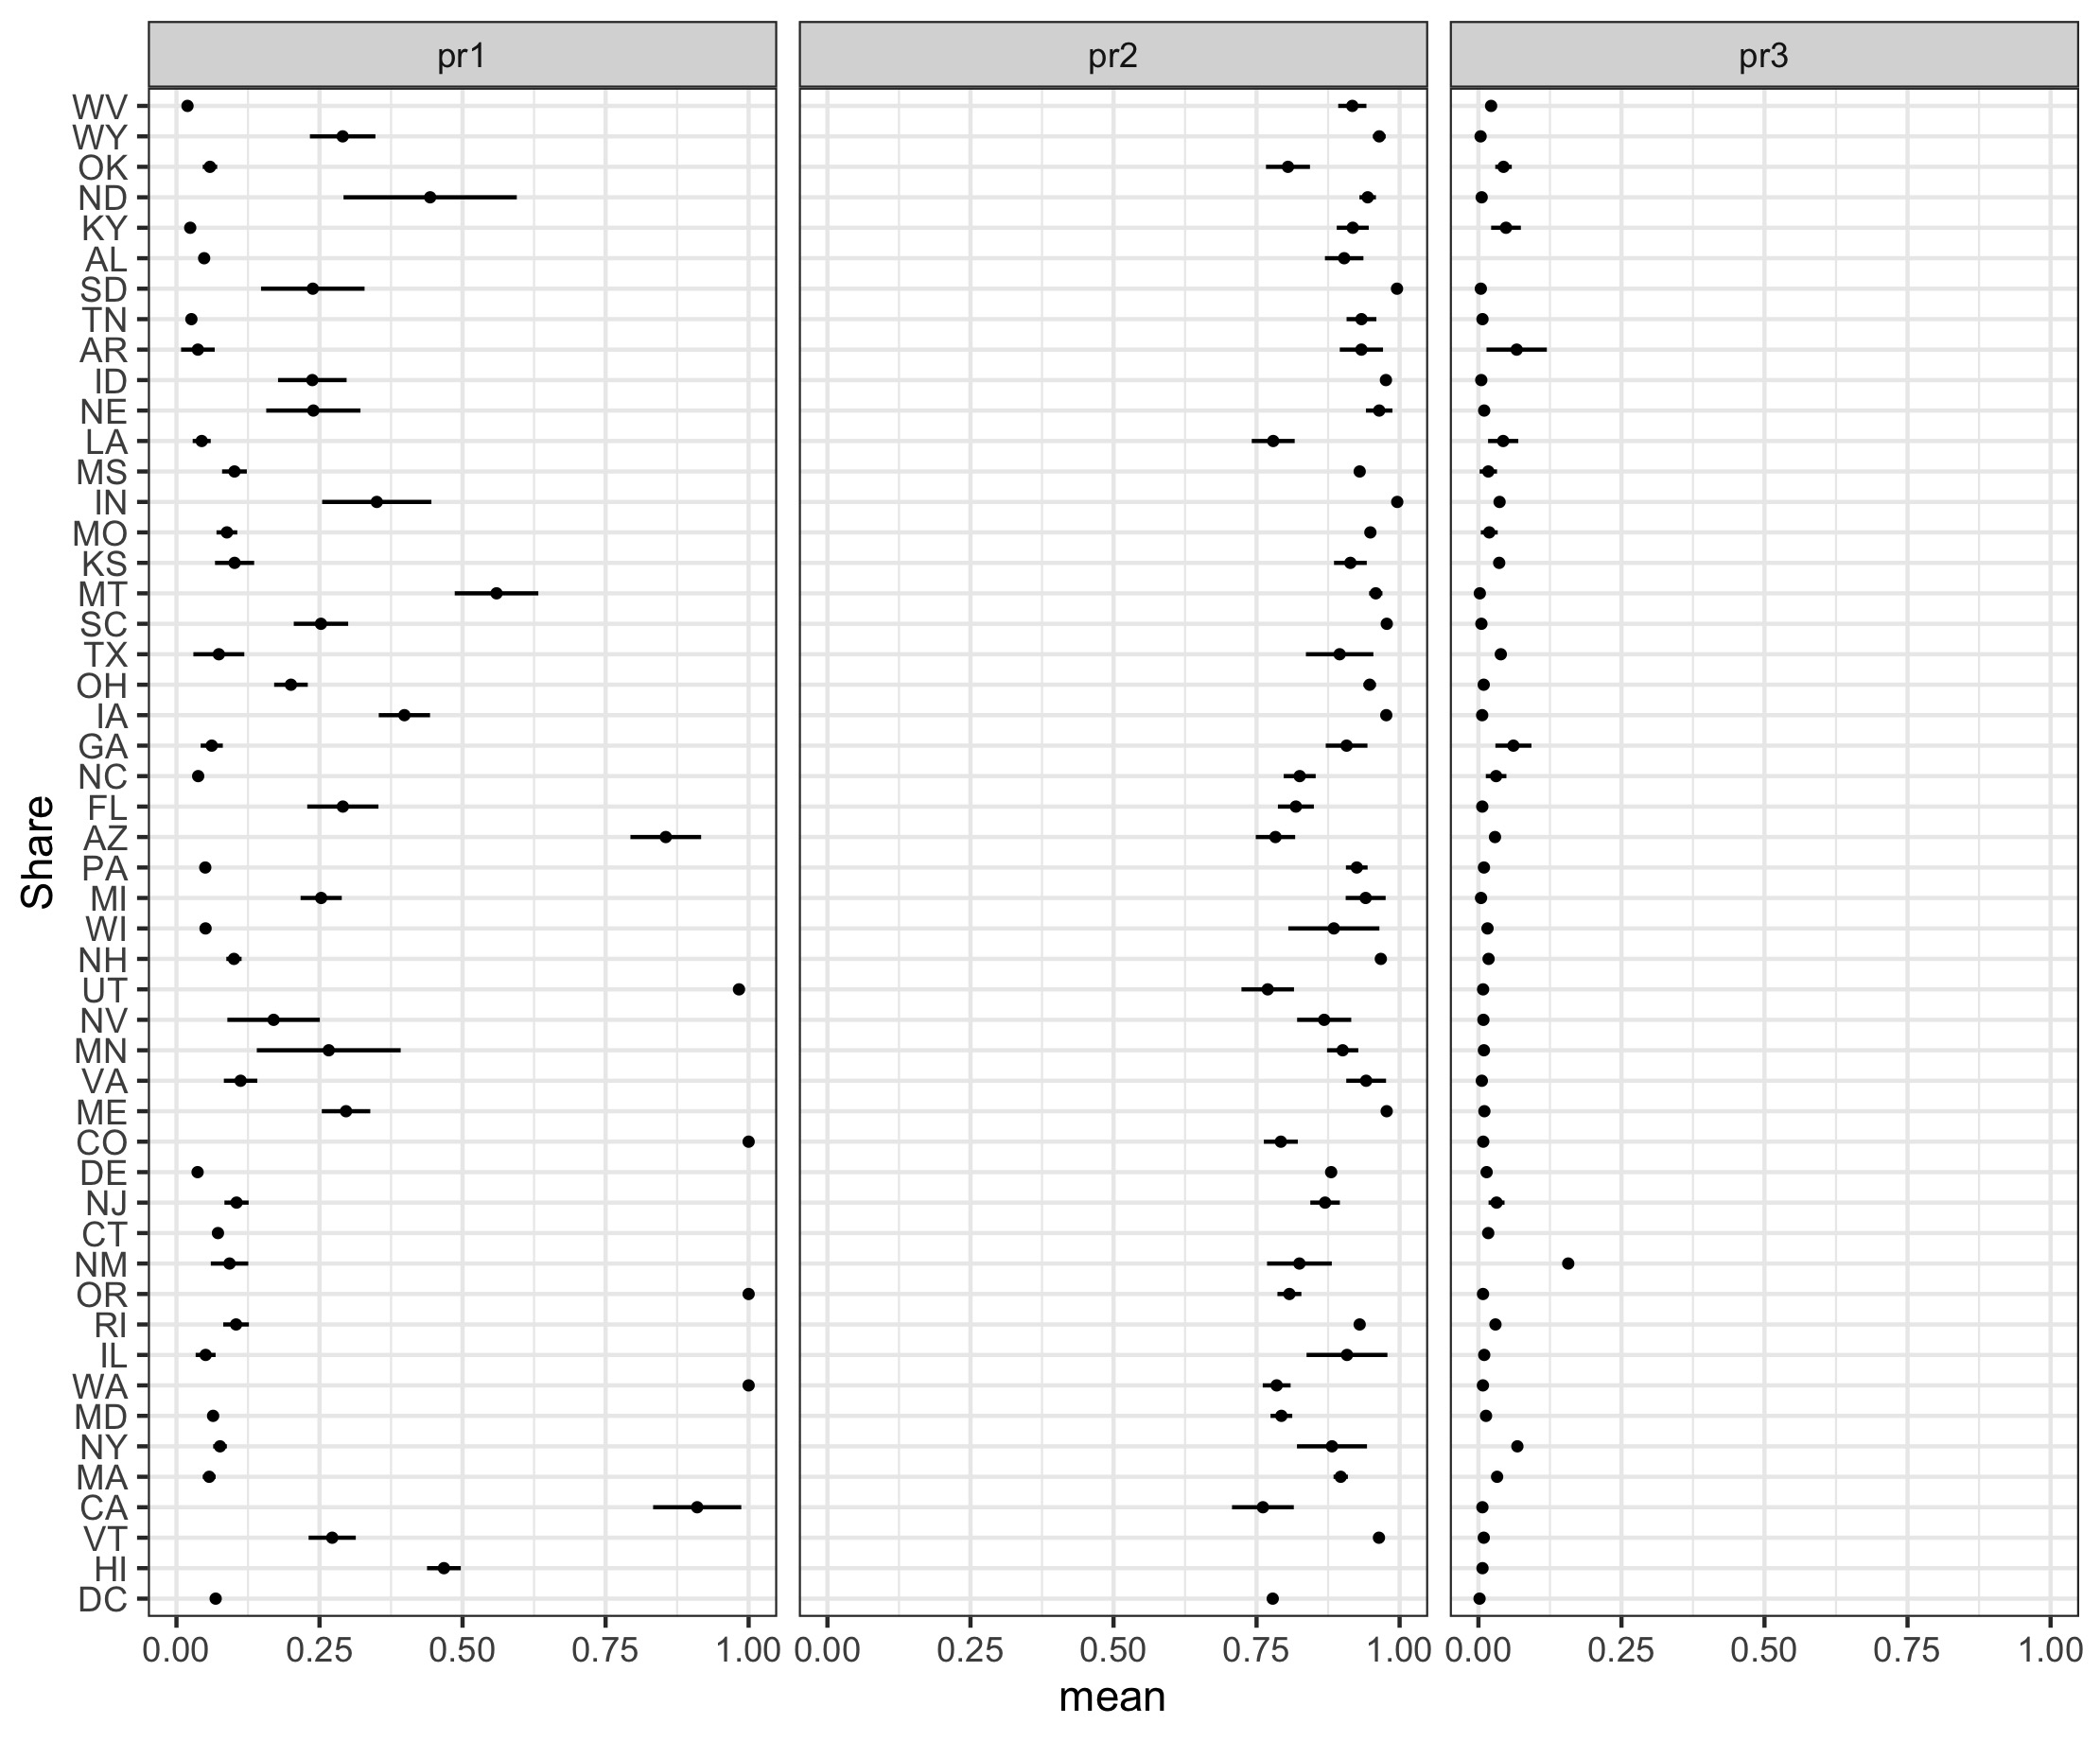 pr1 pr2 pr3
WV
WY
OK
ND
KY
AL
SD
TN
AR
ID
NE
LA
MS
IN
MO
KS
MT
SC
TX
OH
IA
GA
NC
FL
AZ
PA
MI
WI
NH
UT
NV
MN
VA
ME
CO
DE
NJ
CT
NM
OR
RI
IL
WA
MD
NY
MA
CA
VT
HI
DC
Share
0.00 0.25 0.50 0.75 1.00 0.00 0.25 0.50 0.75 1.00 0.00 0.25 0.50 0.75 1.00
mean